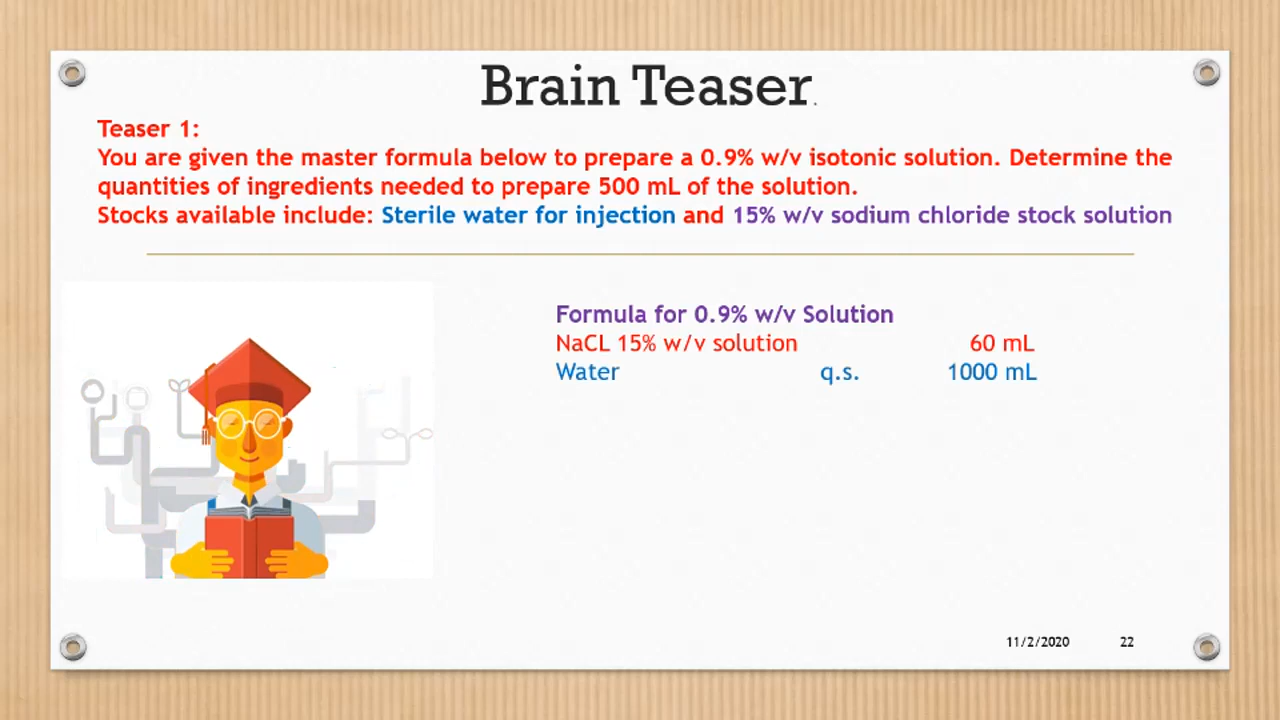 Brain Teaser.
Teaser 1:
You are given the master formula below to prepare a 0.9% w/v isotonic solution. Determine the
quantities of ingredients needed to prepare 500 mL of the solution.
Stocks available include: Sterile water for injection and 15% w/v sodium chloride stock solution
Formula for 0.9% w/v Solution
NaCL 15% w/v solution 60 mL
Water q.s. 1000 mL
11/2/2020 22